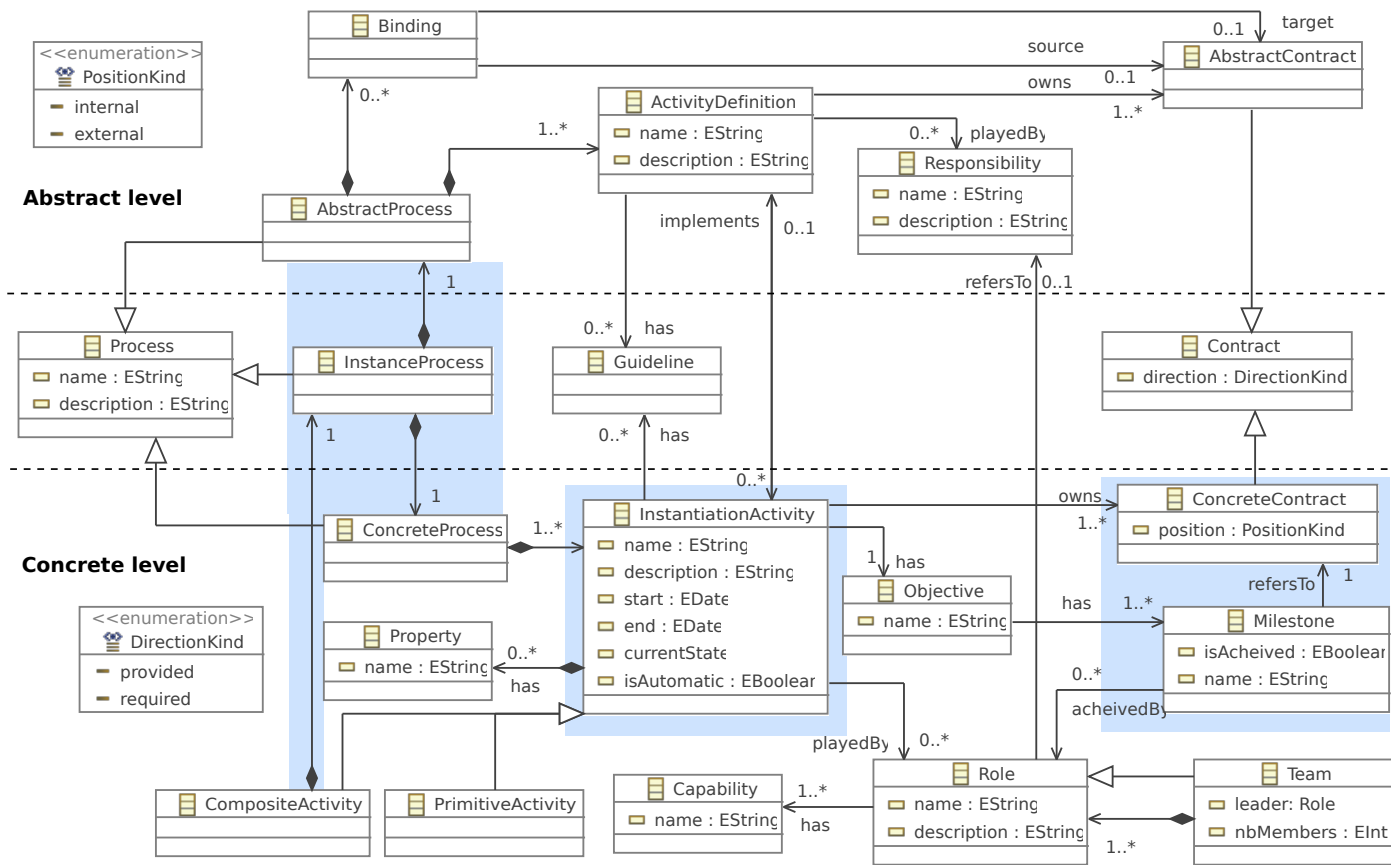 Binding
target
0..1
source
0..1
AbstractContract
<<enumeration>>
PositionKind
internal
external
0..*
ActivityDefinition
name : EString
description : EString
owns
1..*
1..*
0..*
playedBy
Responsibility
name : EString
description : EString
Abstract level
AbstractProcess
implements
0..1
1
refersTo
0..1
Process
name : EString
description : EString
InstanceProcess
0..*
has
Guideline
Contract
direction : DirectionKind
1
0..*
has
0..*
1
ConcreteProcess
1..*
InstantiationActivity
name : EString
description : EString
start : EDate
end : EDate
currentState
isAutomatic : EBoolear
owns
1..*
ConcreteContract
position : PositionKind
Concrete level
1
has
Objective
name : EString
refersTo
1
has
1..*
Milestone
isAcheived : EBoolear
name : EString
<<enumeration>>
DirectionKind
provided
required
Property
name : EString
0..*
has
0..*
acheivedBy
playedBy
0..*
CompositeActivity
PrimitiveActivity
Capability
name : EString
1..*
has
Role
name : EString
description : EString
1..*
Team
leader: Role
nbMembers : EInt